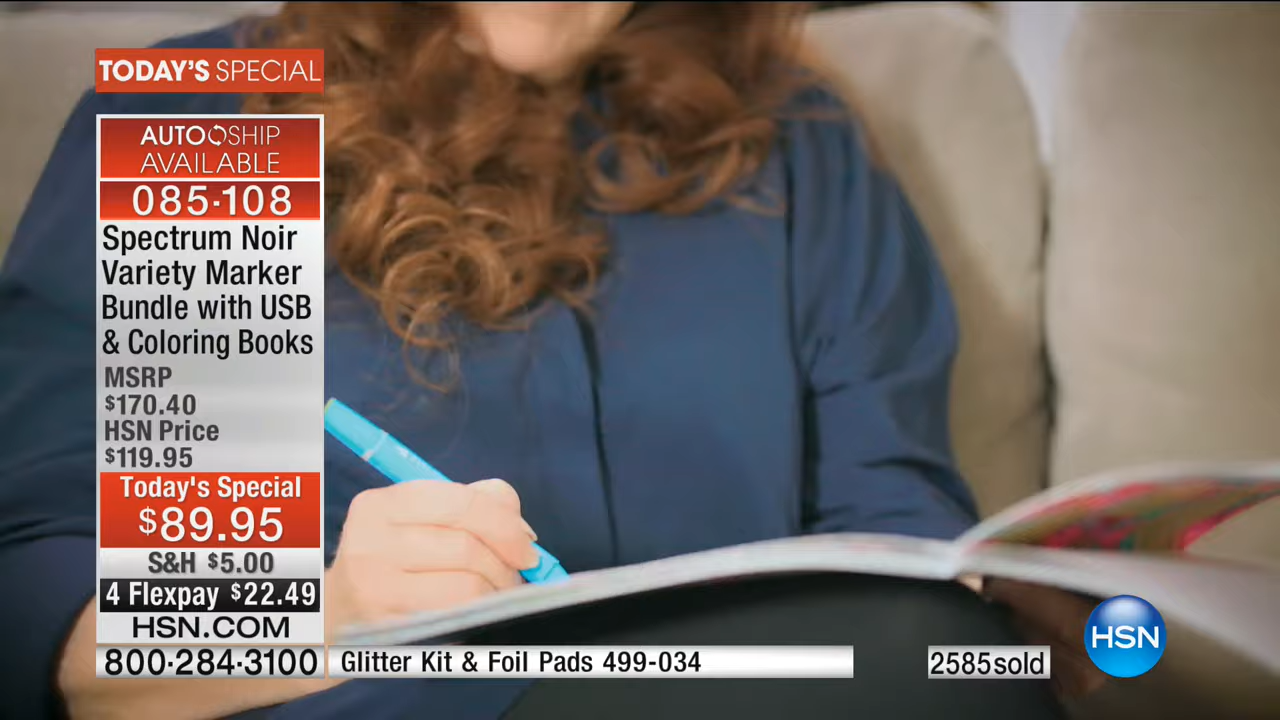 TODAY'S SPECIAL
AUTO SHIP
AVAILABLE
085·108
Spectrum Noir
Variety Marker
Bundle with USB
& Coloring Books
MSRP
$170.40
HSN Price
$119.95
Today's Special
$89.95
S&H $5.00
4 Flexpay $22.49
HSN.COM
800·284·3100
Glitter Kit & Foil Pads 499-034
2585sold
HSN